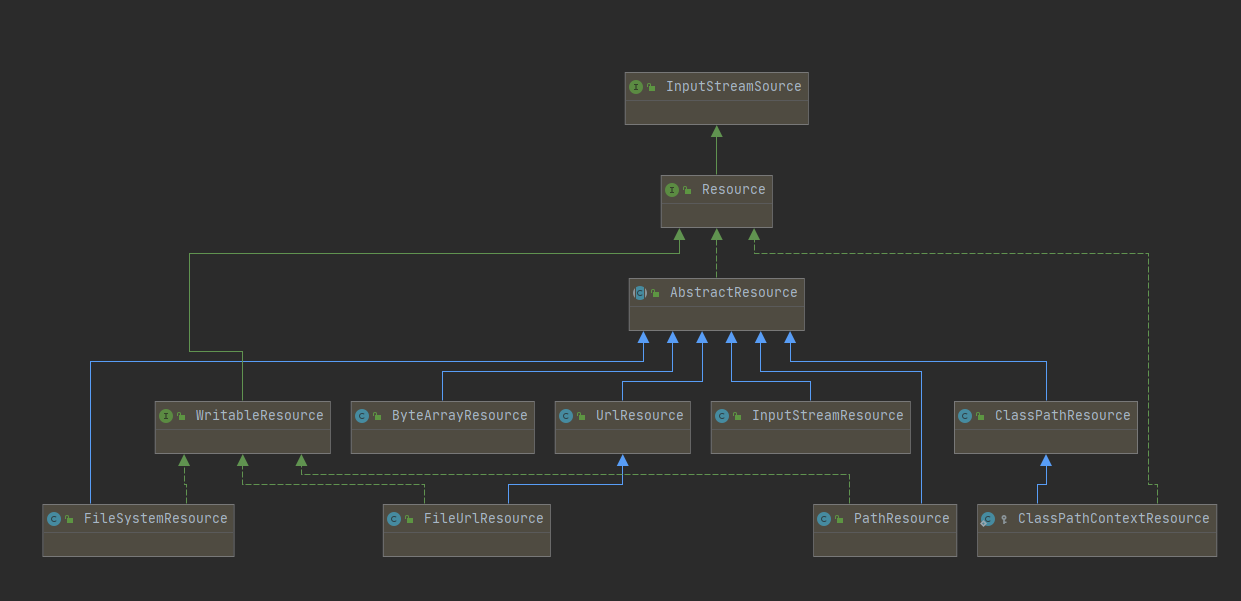 InputStreamSource
Resource
AbstractResource
WritableResource
ByteArrayResource
UrlResource
InputStreamResource
ClassPathResource
FileSystemResource
FileUrlResource
PathResource
ClassPathContextResource